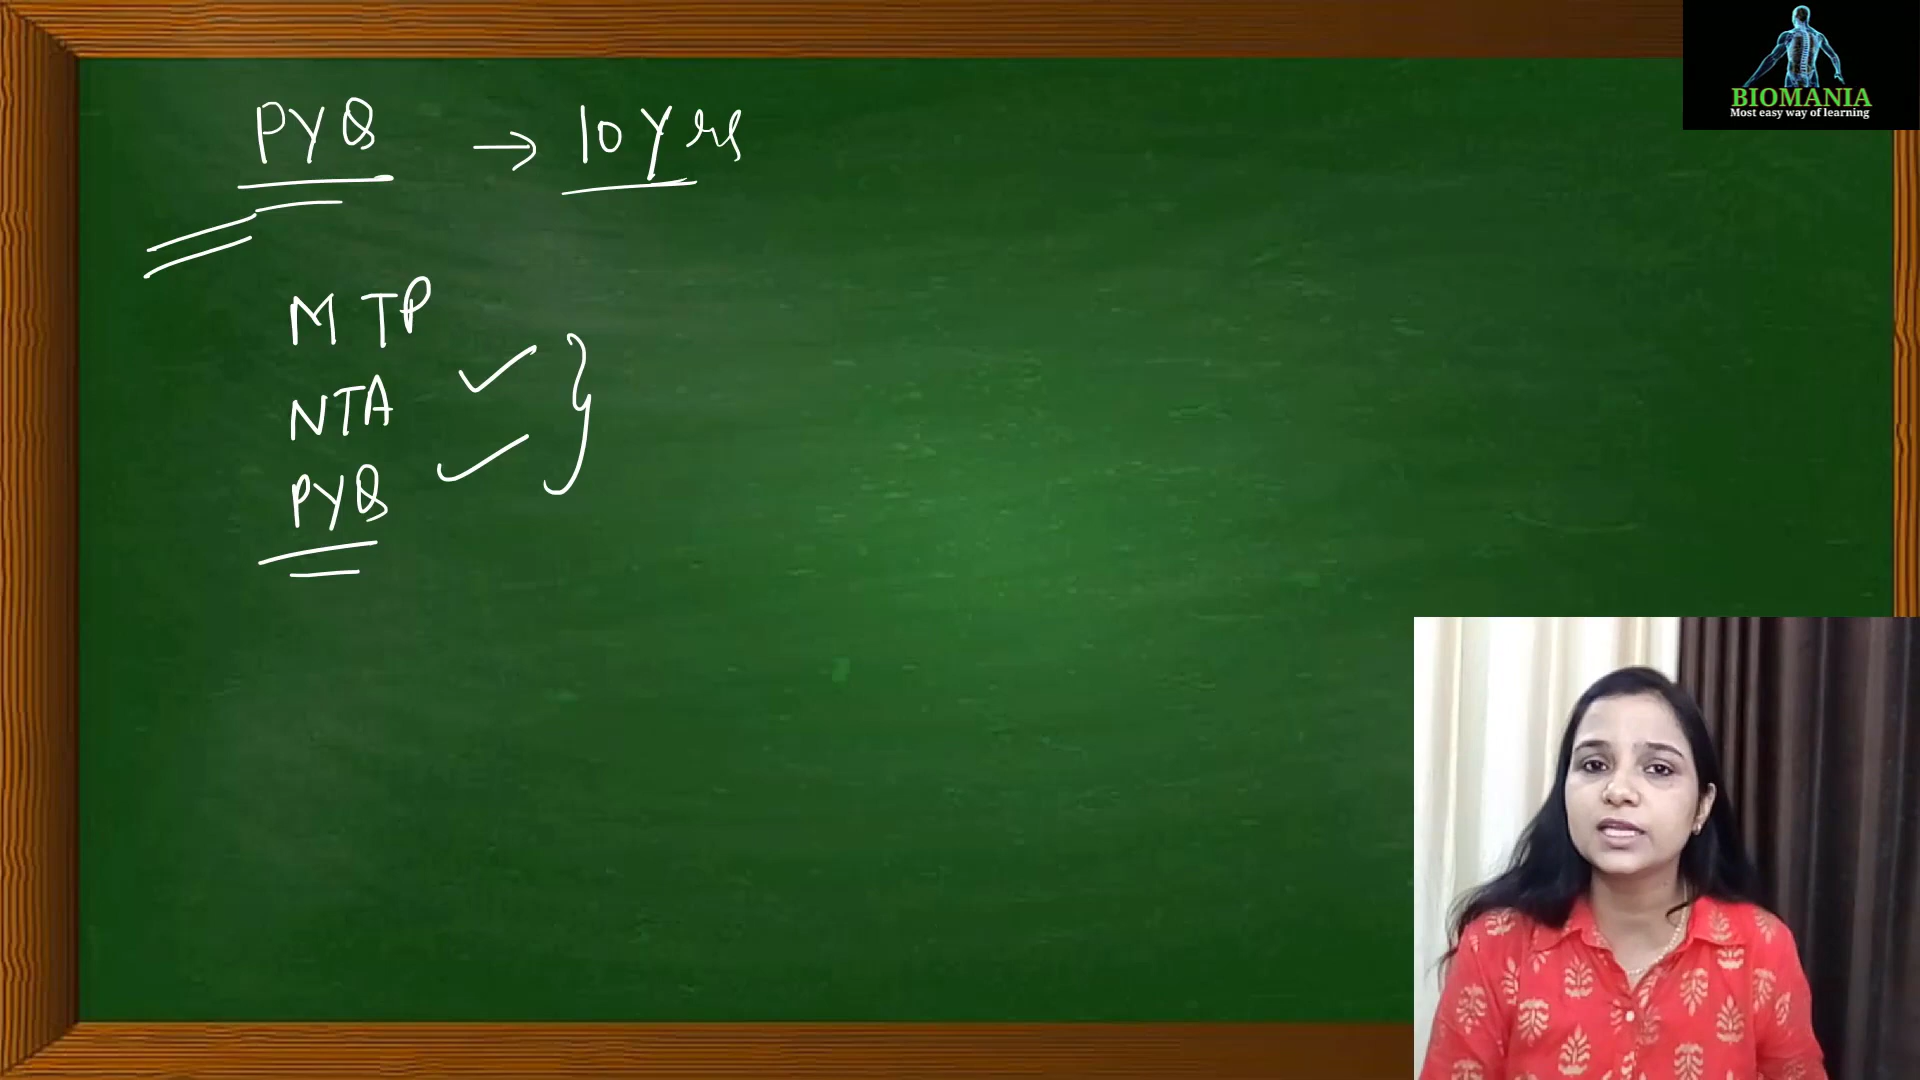 PYQ → 10 Yrs
MTP
NTA ✓
PYQ ✓
BIOMANIA
Most easy way of learning